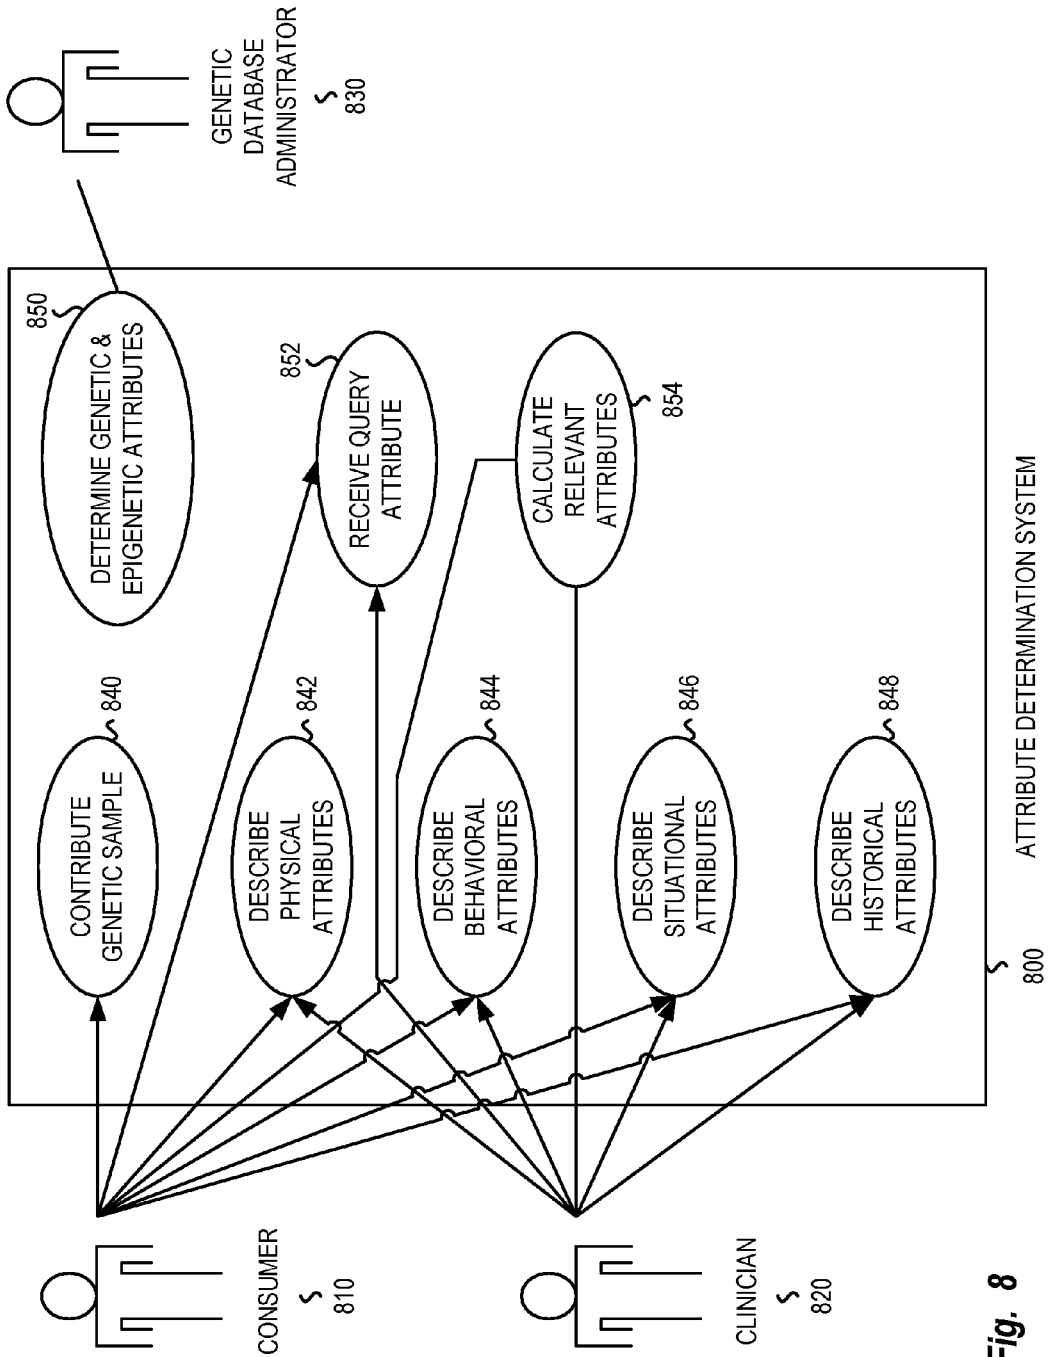 GENETIC
DATABASE
ADMINISTRATOR
830
850
DETERMINE GENETIC &
EPIGENETIC ATTRIBUTES
852
RECEIVE QUERY
ATTRIBUTE
CALCULATE
RELEVANT
ATTRIBUTES
854
840
CONTRIBUTE
GENETIC SAMPLE
842
DESCRIBE
PHYSICAL
ATTRIBUTES
844
DESCRIBE
BEHAVIORAL
ATTRIBUTES
846
DESCRIBE
SITUATIONAL
ATTRIBUTES
848
DESCRIBE
HISTORICAL
ATTRIBUTES
ATTRIBUTE DETERMINATION SYSTEM
800
CONSUMER
810
CLINICIAN
820
Fig. 8